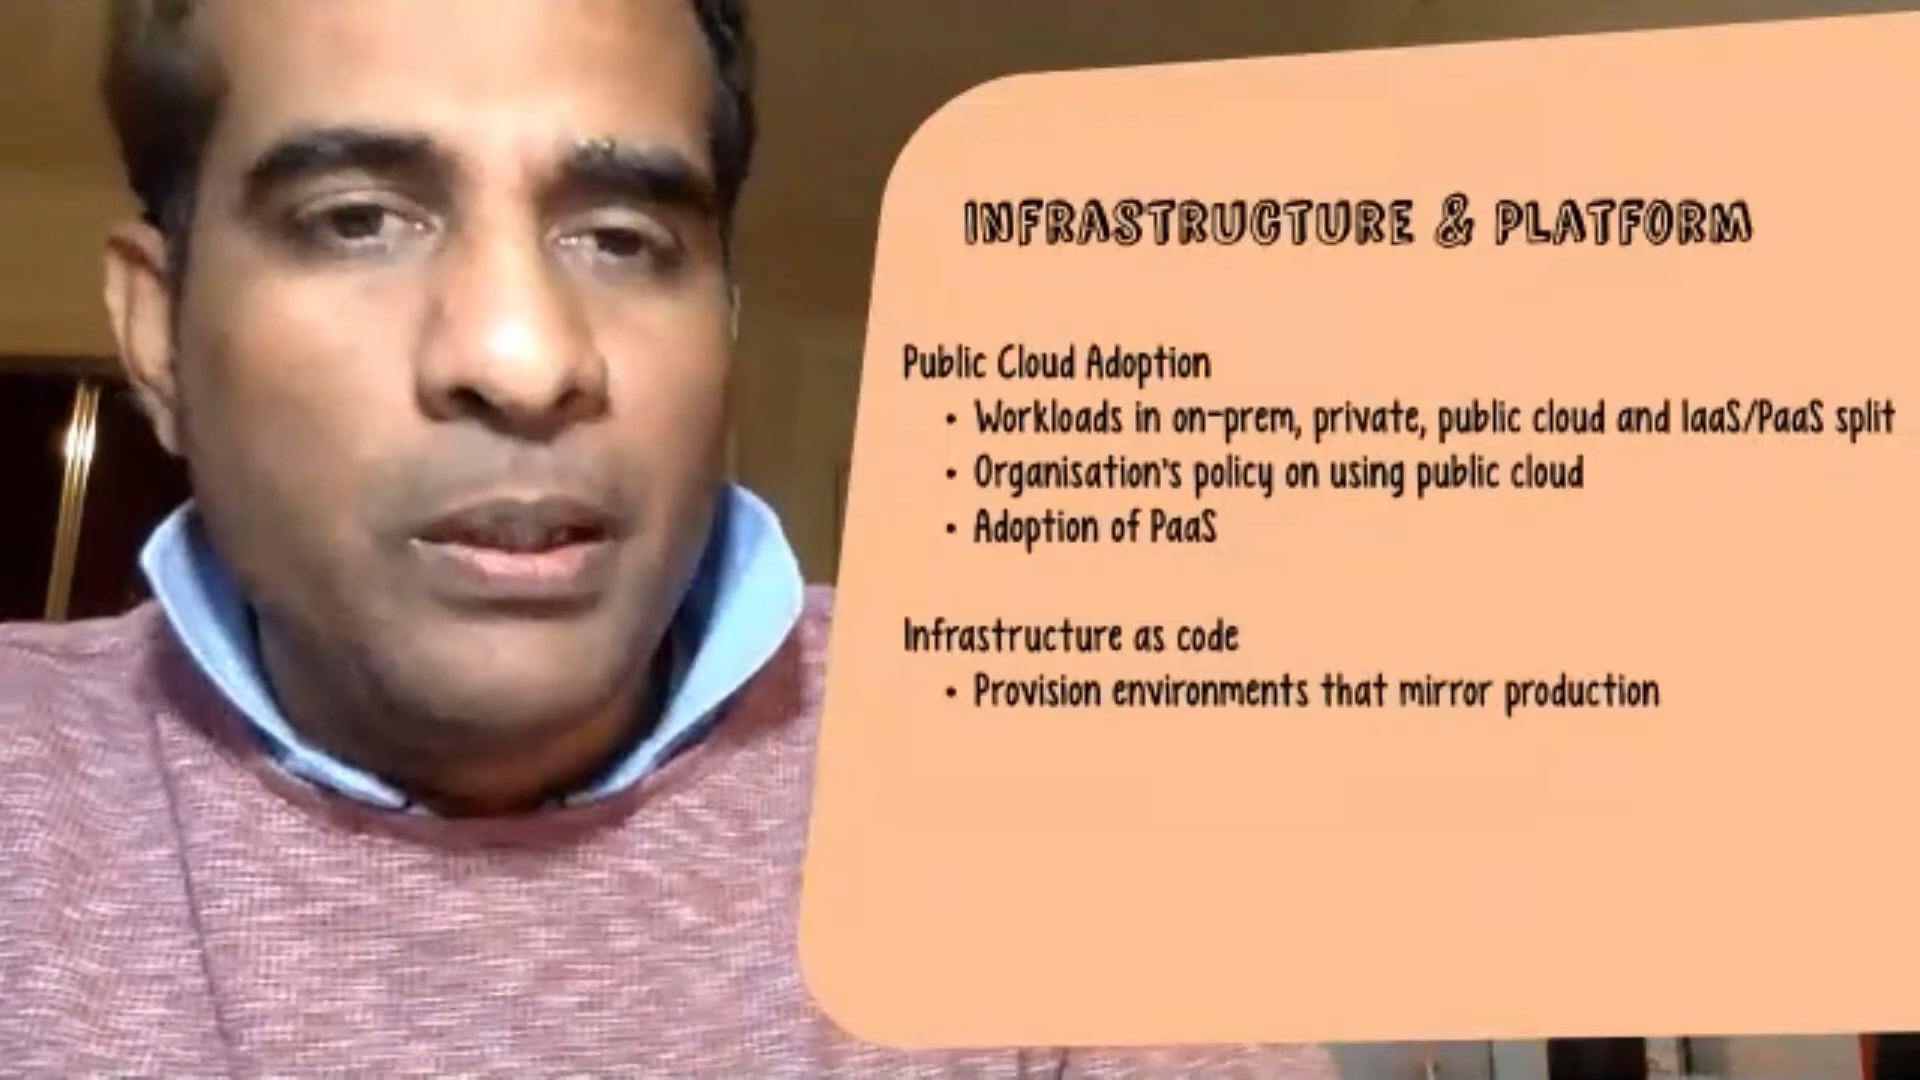 INFRASTRUCTURE & PLATFORM
Public Cloud Adoption
• Workloads in on-prem, private, public cloud and IaaS/PaaS split
• Organisation's policy on using public cloud
• Adoption of PaaS
Infrastructure as code
• Provision environments that mirror production